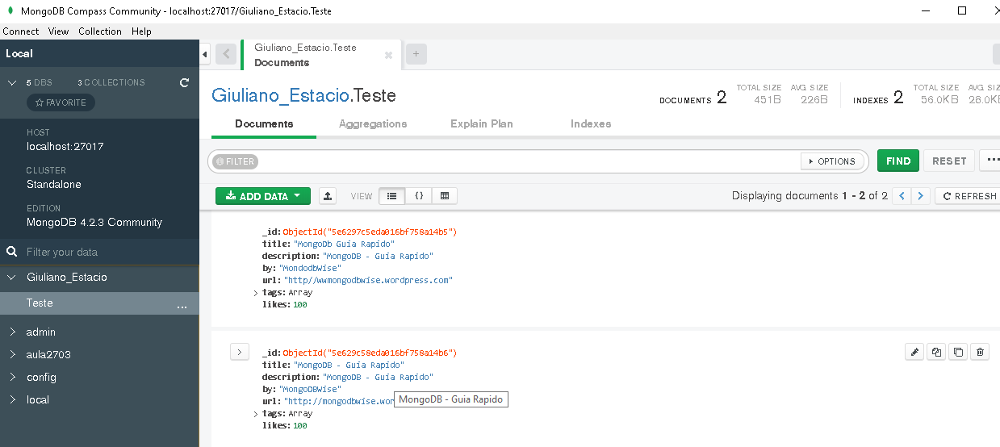 MongoDB Compass Community - localhost:27017/Giuliano_Estacio.Teste
Connect View Collection Help
Local
5 DBS 3 COLLECTIONS
FAVORITE
HOST
localhost:27017
CLUSTER
Standalone
EDITION
MongoDB 4.2.3 Community
Filter your data
Giuliano_Estacio
Teste
...
admin
aula2703
config
local
Giuliano_Estacio.Teste
Documents
Giuliano_Estacio.Teste
DOCUMENTS 2 TOTAL SIZE 451B AVG. SIZE 226B INDEXES 2 TOTAL SIZE 56.0KB AVG. SIZ 28.0KB
Documents Aggregations Explain Plan Indexes
FILTER OPTIONS FIND RESET ...
ADD DATA VIEW {} Displaying documents 1 - 2 of 2 REFRESH
_id: ObjectId("5e6297c5eda016bf758a14b5")
title: "MongoDb Guia Rapido"
description: "MongoDB - Guia Rapido"
by: "MondodbWise"
url: "http//wwmongodbwise.wordpress.com"
tags: Array
likes: 100
_id: ObjectId("5e629c58eda016bf758a14b6")
title: "MongoDB - Guia Rapido"
description: "MongoDB - Guia Rapido"
by: "MongoDBWise"
url: "http://mongodbwise.wor
MongoDB - Guia Rapido
tags: Array
likes: 100